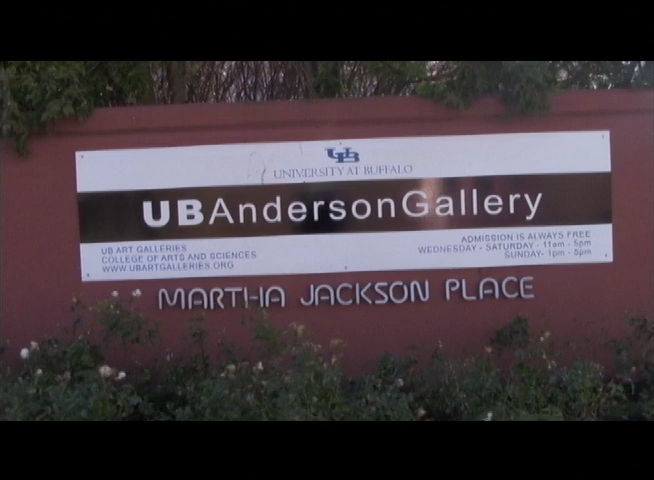 UB
UNIVERSITY AT BUFFALO
UBAndersonGallery
UB ART GALLERIES
COLLEGE OF ARTS AND SCIENCES
WWW.UBARTGALLERIES.ORG
ADMISSION IS ALWAYS FREE
WEDNESDAY - SATURDAY - 11am - 5pm
SUNDAY- 1pm - 5pm
MARTHA JACKSON PLACE